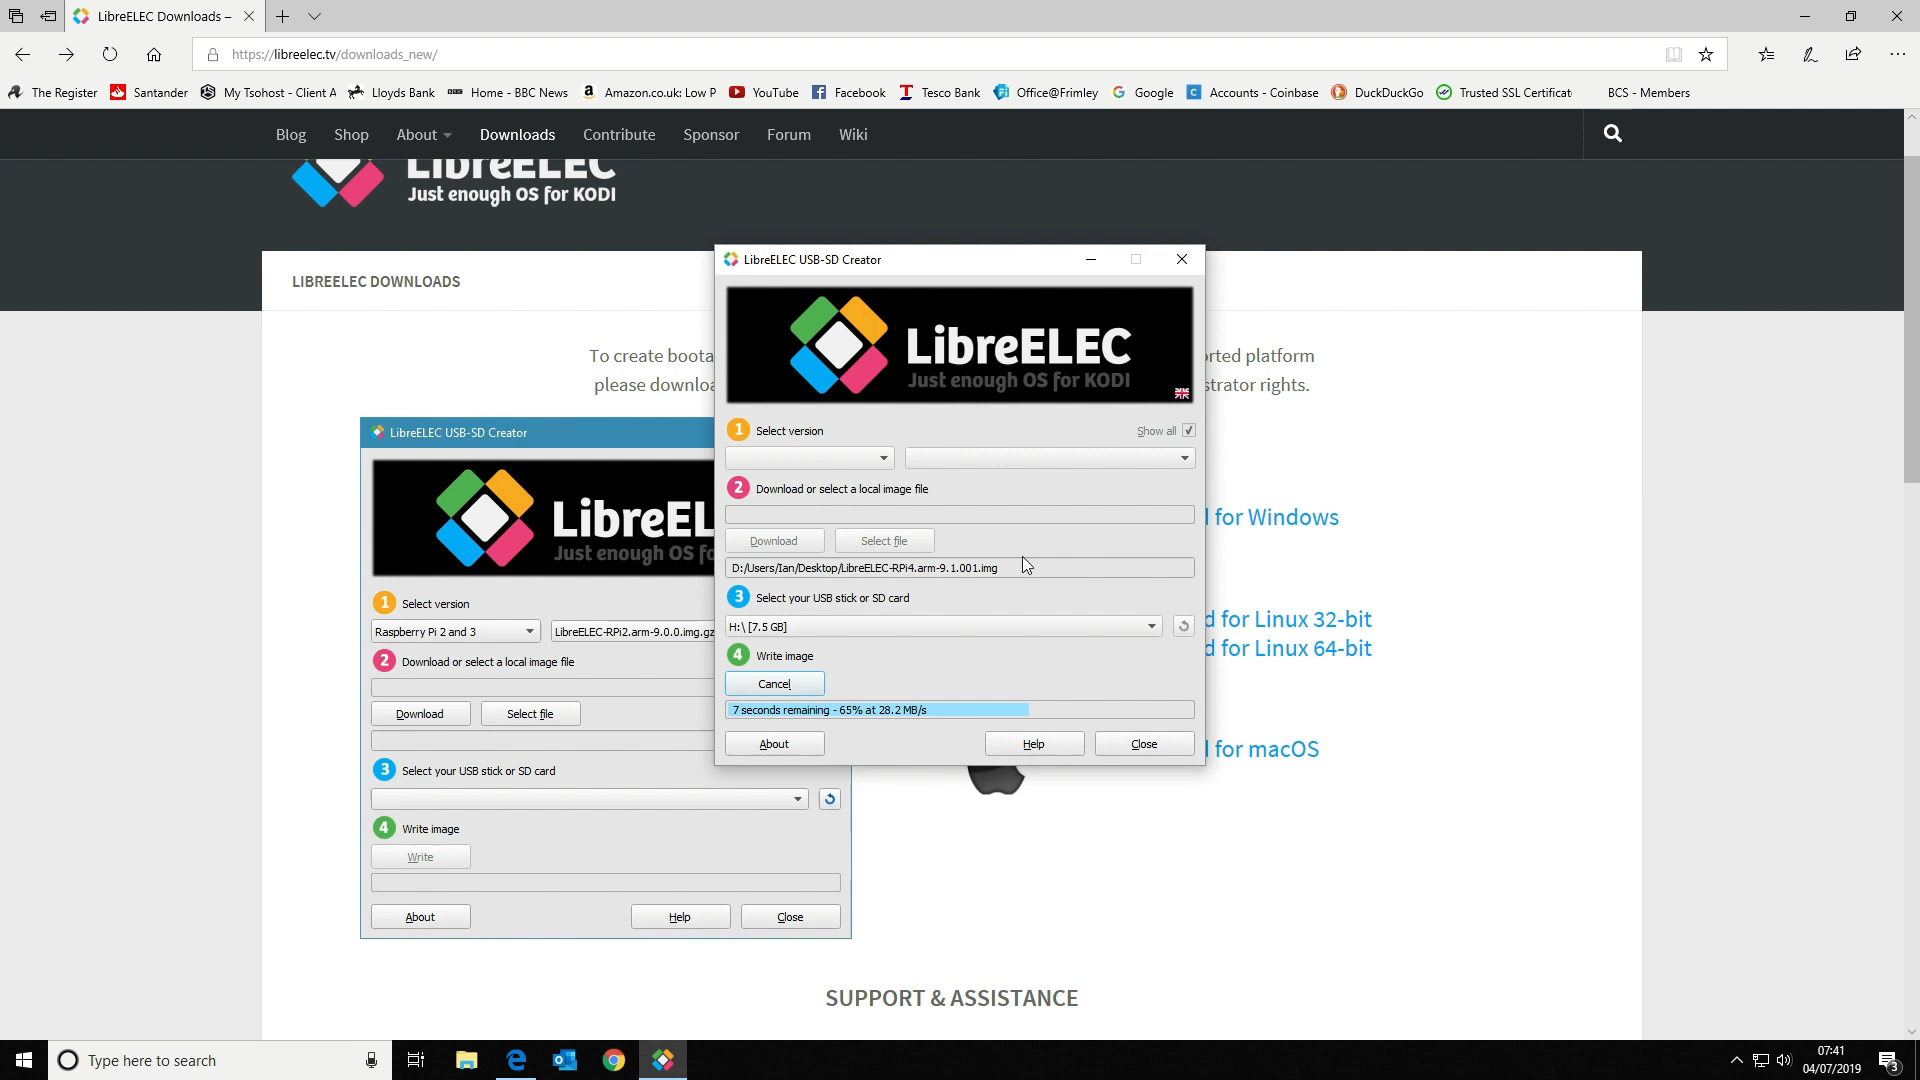 LibreELEC Downloads –
https://libreelec.tv/downloads_new/
The Register
Santander
My Tsohost - Client A
Lloyds Bank
Home - BBC News
Amazon.co.uk: Low P
YouTube
Facebook
Tesco Bank
Office@Frimley
Google
Accounts - Coinbase
DuckDuckGo
Trusted SSL Certificat
BCS - Members
Blog
Shop
About
Downloads
Contribute
Sponsor
Forum
Wiki
LibreELEC
Just enough OS for KODI
LIBREELEC DOWNLOADS
To create boota
rted platform
please downloa
strator rights.
LibreELEC USB-SD Creator
LibreELEC
Just enough OS for KODI
1 Select version
Show all
2 Download or select a local image file
Download
Select file
D:/Users/Ian/Desktop/LibreELEC-RPi4.arm-9.1.001.img
3 Select your USB stick or SD card
H:\ [7.5 GB]
4 Write image
Cancel
7 seconds remaining - 65% at 28.2 MB/s
About
Help
Close
LibreELEC USB-SD Creator
LibreEL
Just enough OS fo
1 Select version
Raspberry Pi 2 and 3
LibreELEC-RPi2.arm-9.0.0.img.gz
2 Download or select a local image file
Download
Select file
3 Select your USB stick or SD card
4 Write image
Write
About
Help
Close
for Windows
d for Linux 32-bit
d for Linux 64-bit
for macOS
SUPPORT & ASSISTANCE
Type here to search
07:41
04/07/2019
3